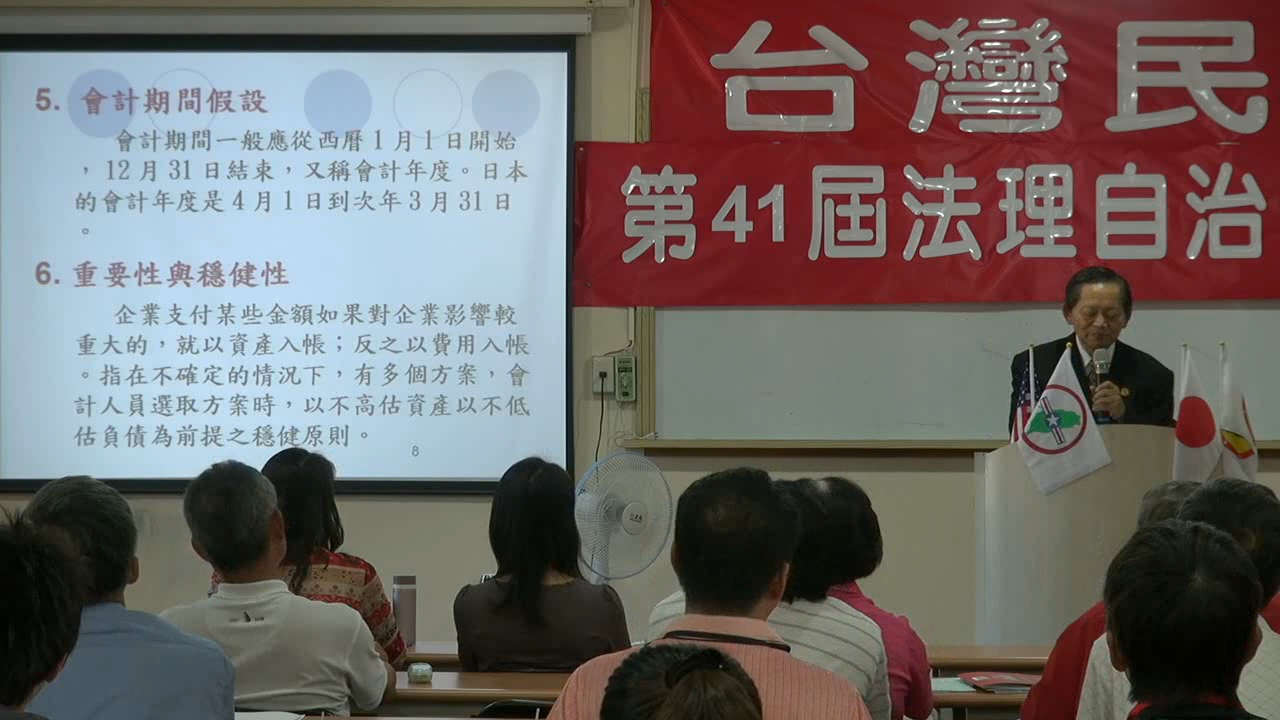 台灣民
第41屆法理自治
5. 會計期間假設
會計期間一般應從西曆1月1日開始
，12月31日結束，又稱會計年度。日本
的會計年度是4月1日到次年3月31日
。
6. 重要性與穩健性
企業支付某些金額如果對企業影響較
重大的，就以資產入帳；反之以費用入帳
。指在不確定的情況下，有多個方案，會
計人員選取方案時，以不高估資產以不低
估負債為前提之穩健原則。
8